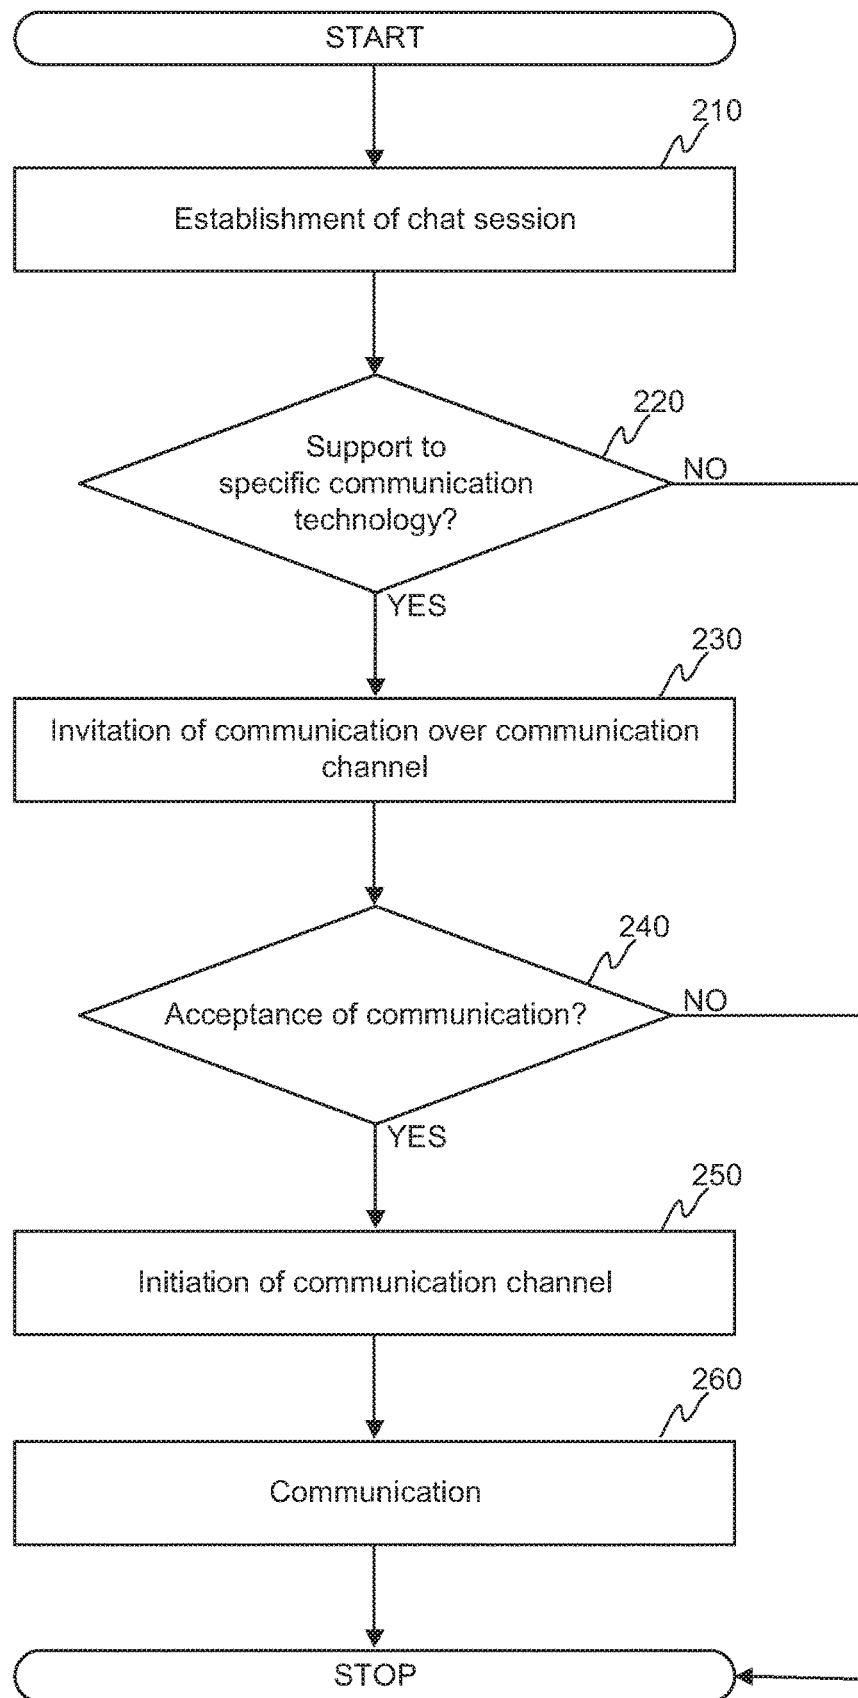 START
210
Establishment of chat session
220
Support to
specific communication
technology?
NO
YES
230
Invitation of communication over communication
channel
240
Acceptance of communication?
NO
YES
250
Initiation of communication channel
260
Communication
STOP